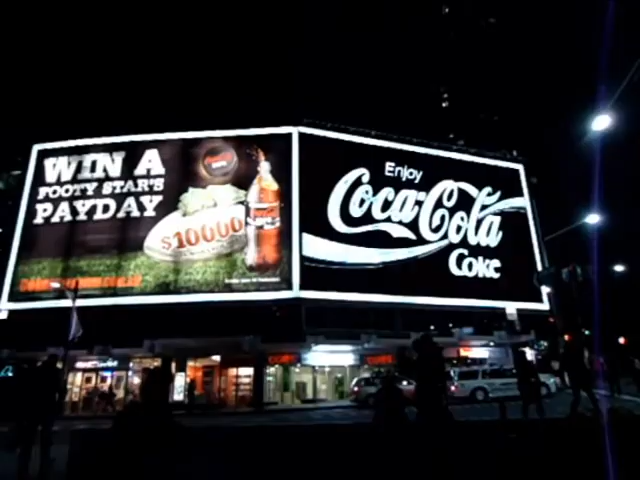 WIN A
FOOTY STAR'S
PAYDAY
$10000
Enjoy
Coca-Cola
Coke